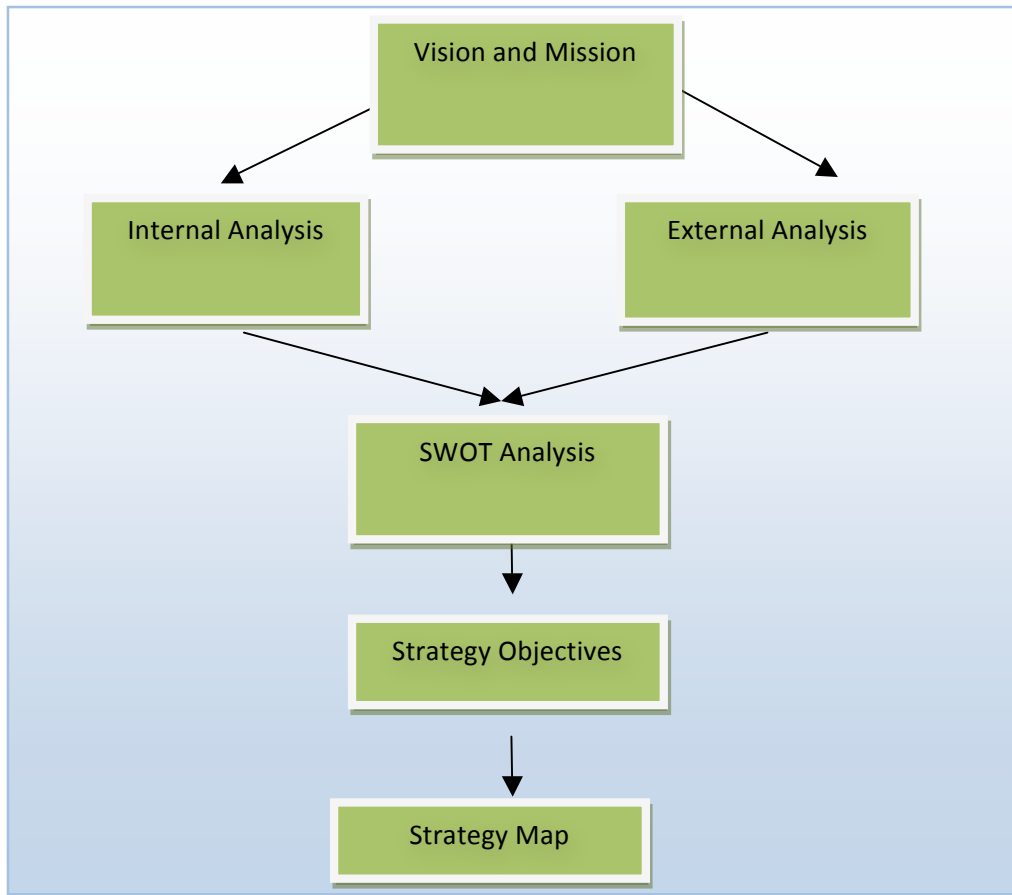 Vision and Mission
Internal Analysis
External Analysis
SWOT Analysis
Strategy Objectives
Strategy Map